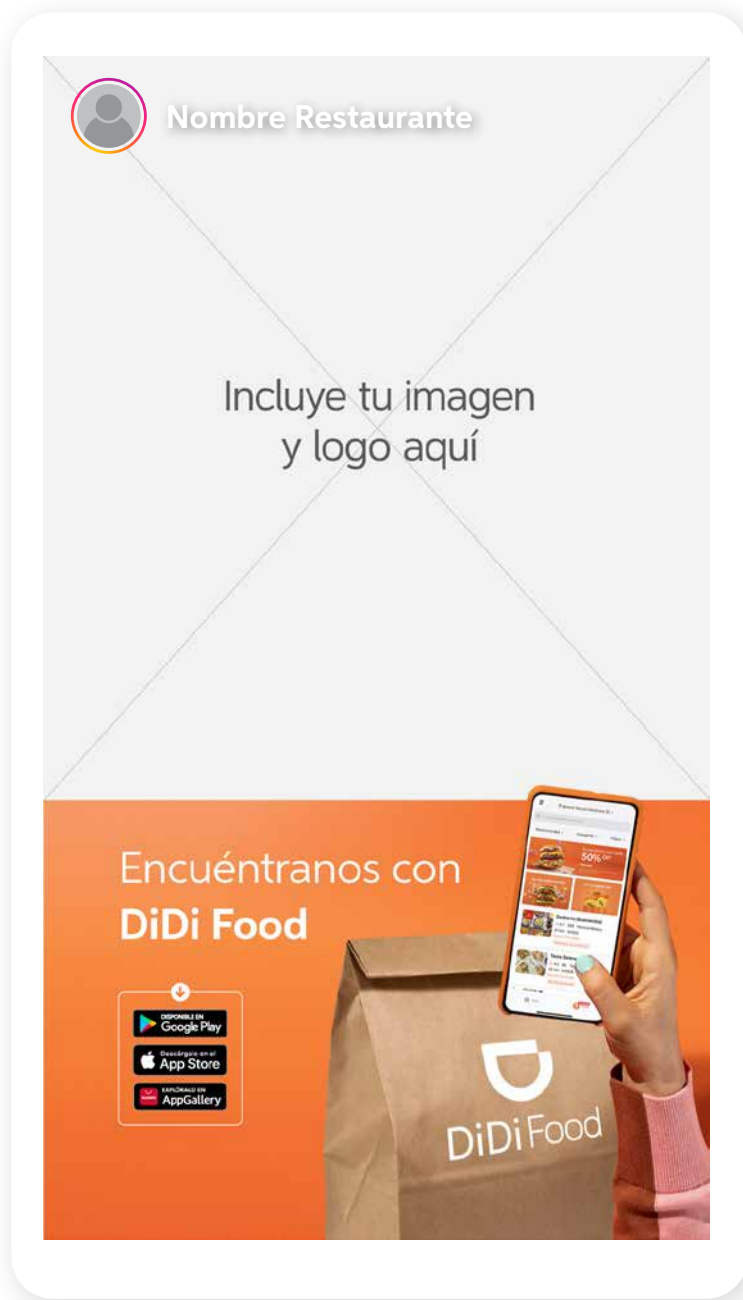 Nombre Restaurante
Incluye tu imagen
y logo aquí
Encuéntranos con
DiDi Food
DISPONIBLE EN
Google Play
Descárgalo en el
App Store
EXPLÓRALO EN
AppGallery
50% OFF
DiDi Food